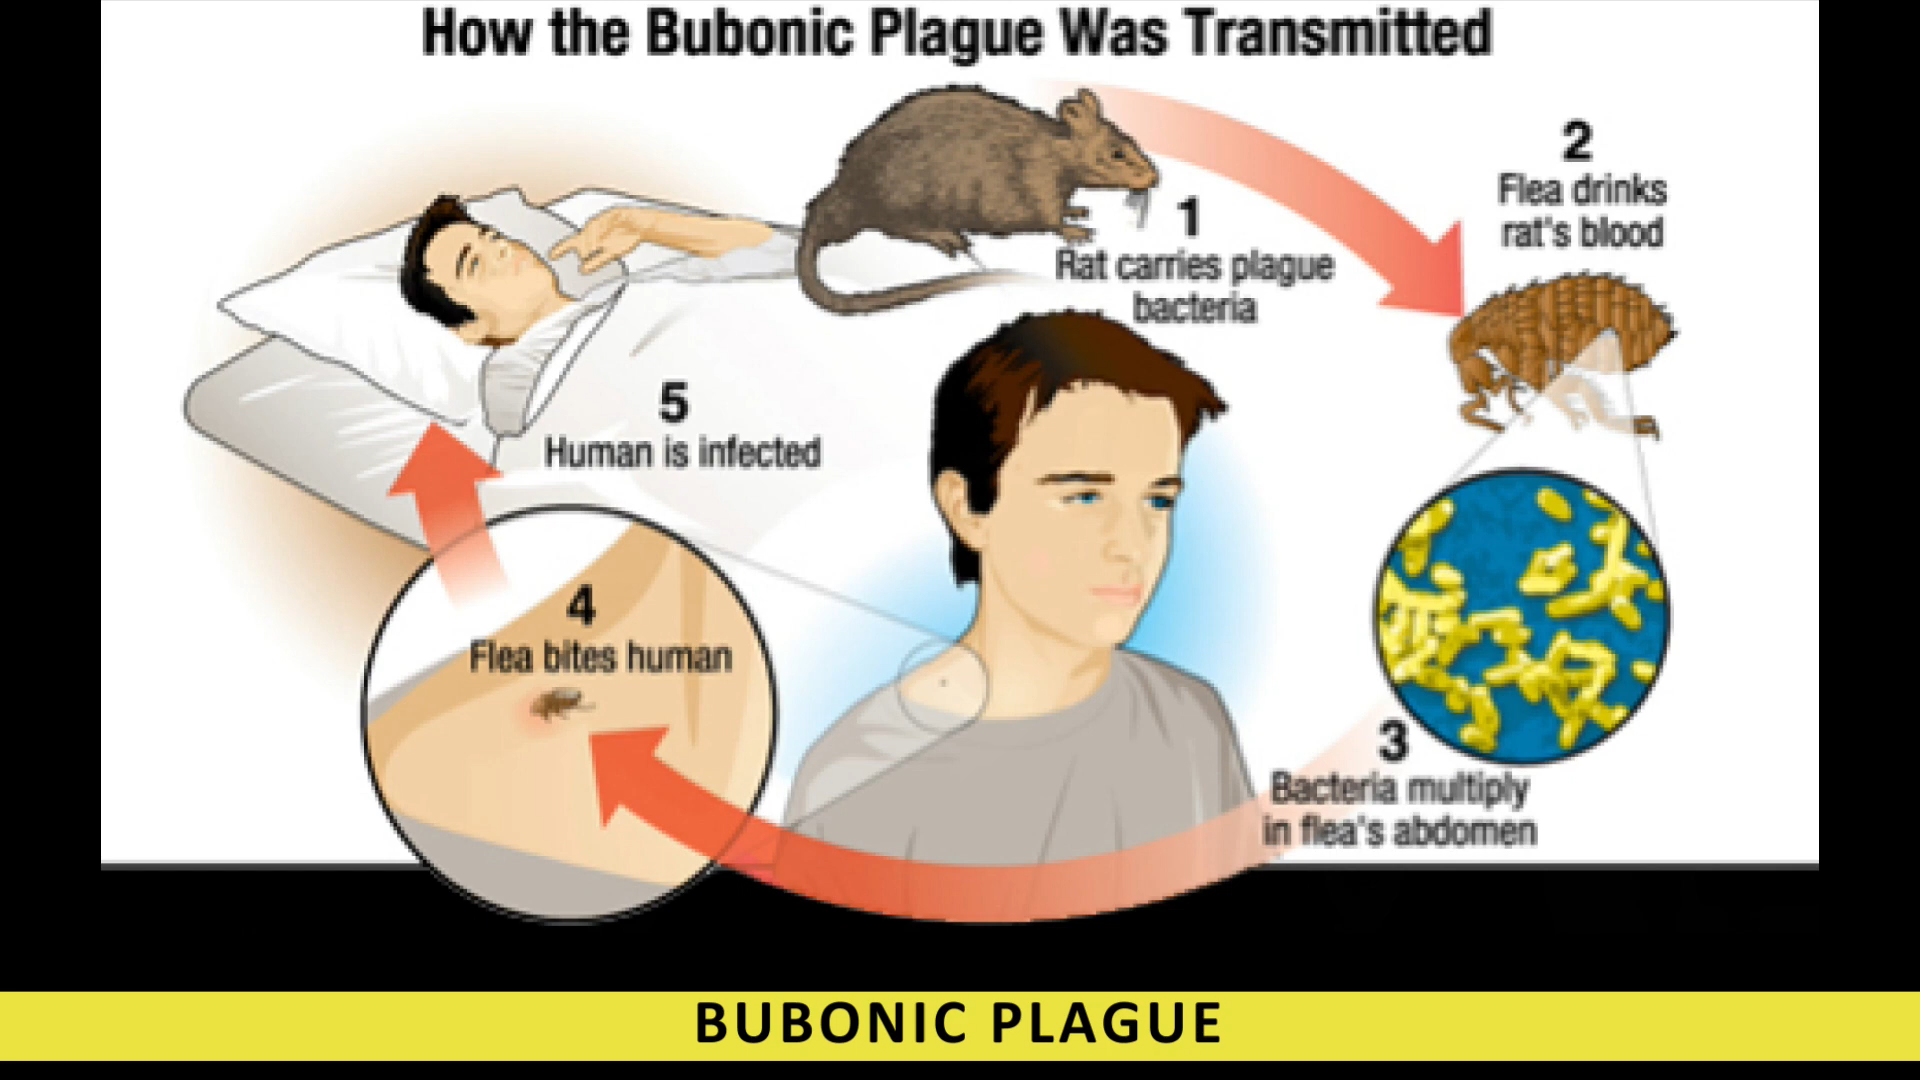 How the Bubonic Plague Was Transmitted
1
Rat carries plague
bacteria
2
Flea drinks
rat's blood
3
Bacteria multiply
in flea's abdomen
4
Flea bites human
5
Human is infected
BUBONIC PLAGUE